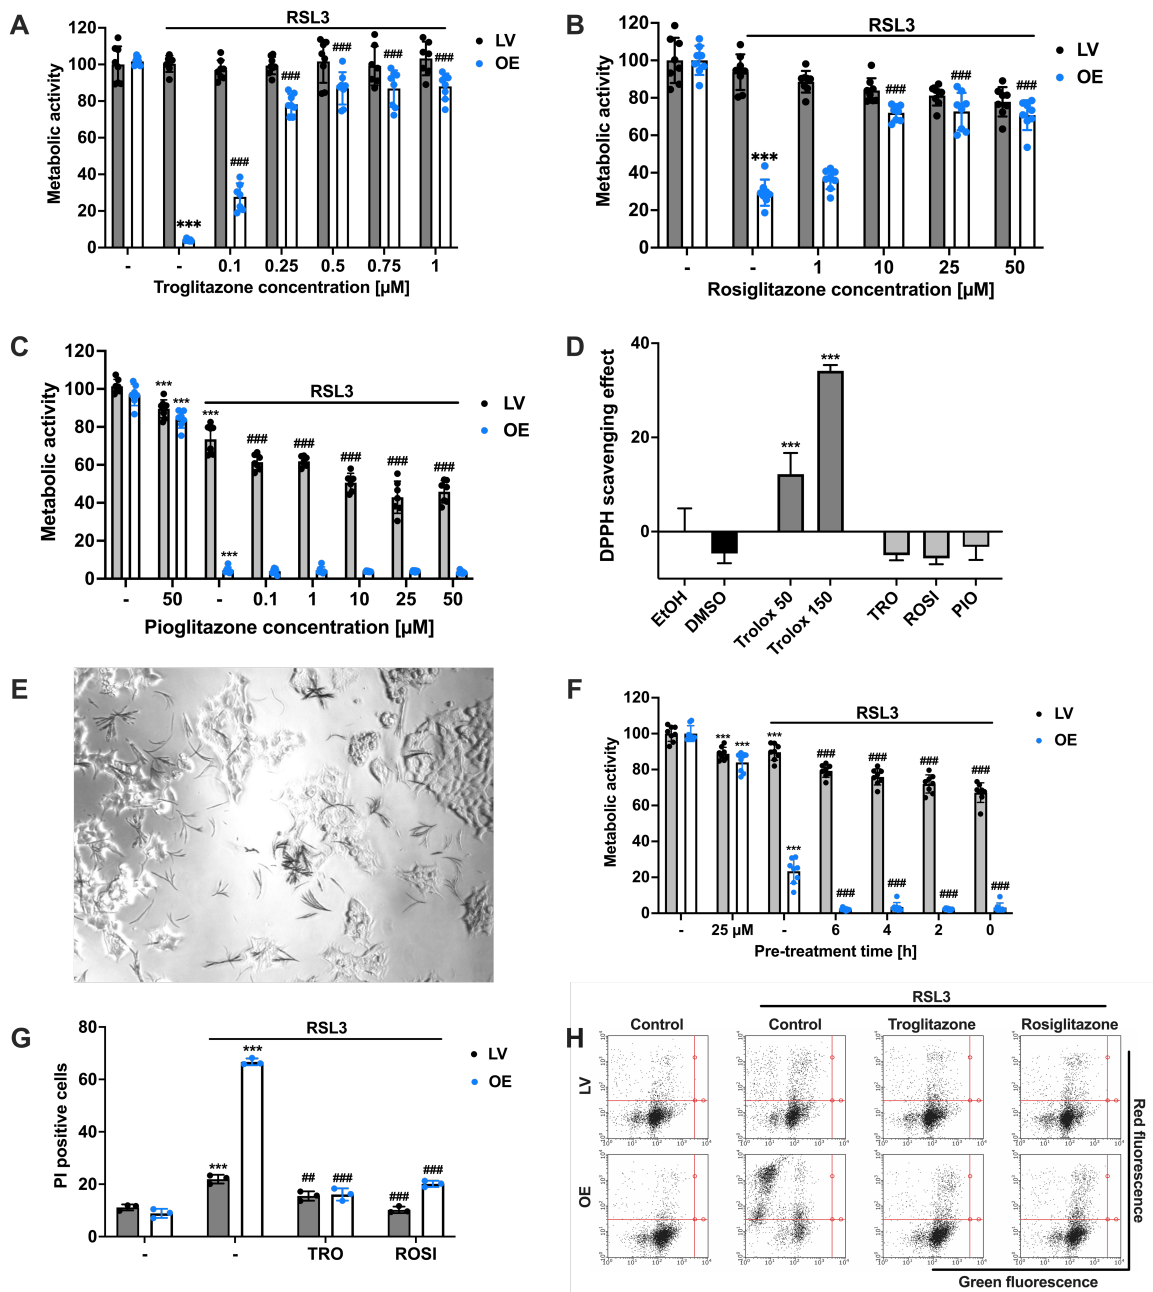 A
RSL3
LV
OE
Metabolic activity
120
100
80
60
40
20
0
***
###
###
###
###
###
- - 0.1 0.25 0.5 0.75 1
Troglitazone concentration [µM]
B
RSL3
LV
OE
Metabolic activity
120
100
80
60
40
20
0
***
###
###
###
- - 1 10 25 50
Rosiglitazone concentration [µM]
C
RSL3
LV
OE
Metabolic activity
120
100
80
60
40
20
0
***
***
***
***
###
###
###
###
###
- 50 - 0.1 1 10 25 50
Pioglitazone concentration [µM]
D
DPPH scavenging effect
40
20
0
***
***
EtOH
DMSO
Trolox 50
Trolox 150
TRO
ROSI
PIO
E
F
RSL3
LV
OE
Metabolic activity
120
100
80
60
40
20
0
***
***
***
***
###
###
###
###
###
###
###
###
- 25 µM - 6 4 2 0
Pre-treatment time [h]
G
RSL3
LV
OE
PI positive cells
80
60
40
20
0
***
***
##
###
###
###
- - TRO ROSI
H
RSL3
Control Control Troglitazone Rosiglitazone
LV
OE
Red fluorescence
Green fluorescence